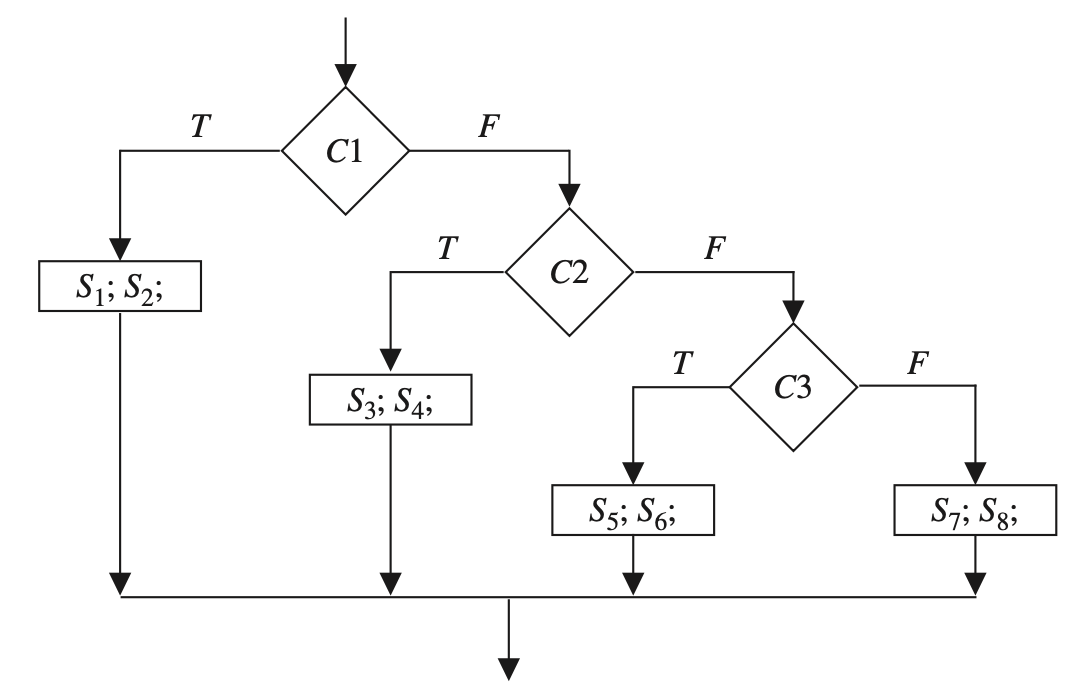 T
F
C1
T
F
C2
S₁; S₂;
T
F
C3
S₃; S₄;
S₅; S₆;
S₇; S₈;